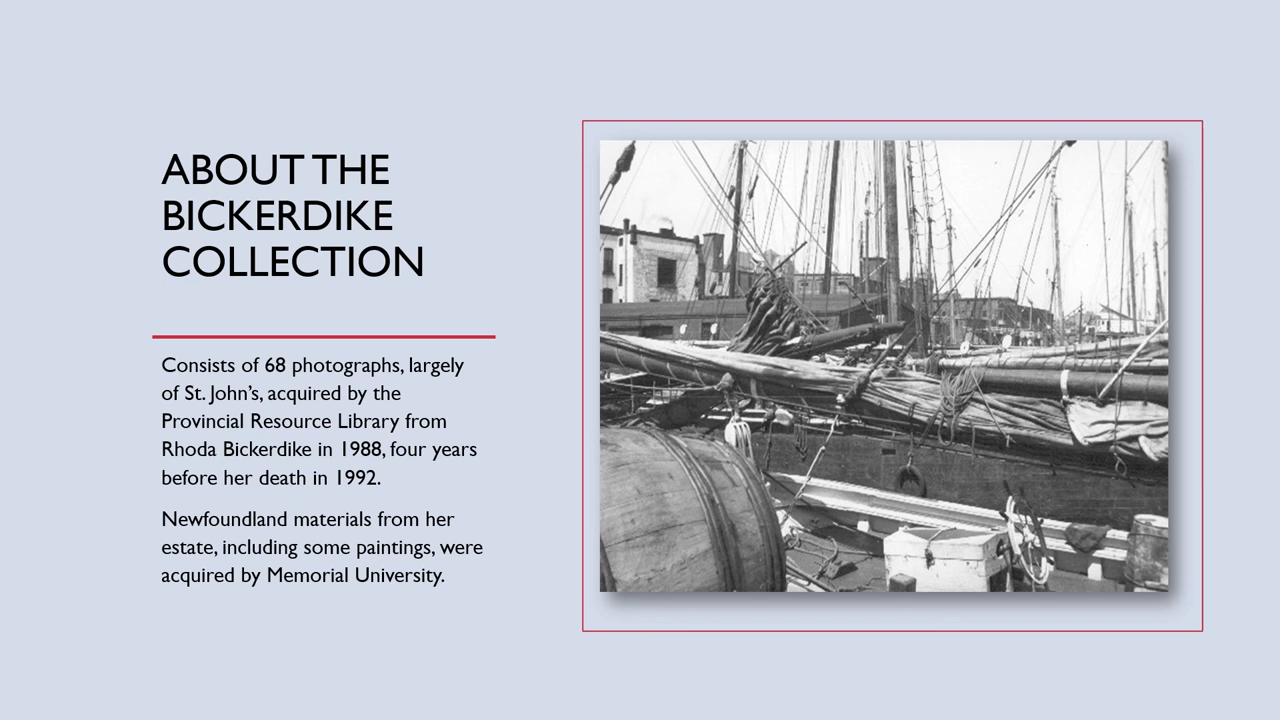 ABOUT THE
BICKERDIKE
COLLECTION
Consists of 68 photographs, largely
of St. John’s, acquired by the
Provincial Resource Library from
Rhoda Bickerdike in 1988, four years
before her death in 1992.
Newfoundland materials from her
estate, including some paintings, were
acquired by Memorial University.